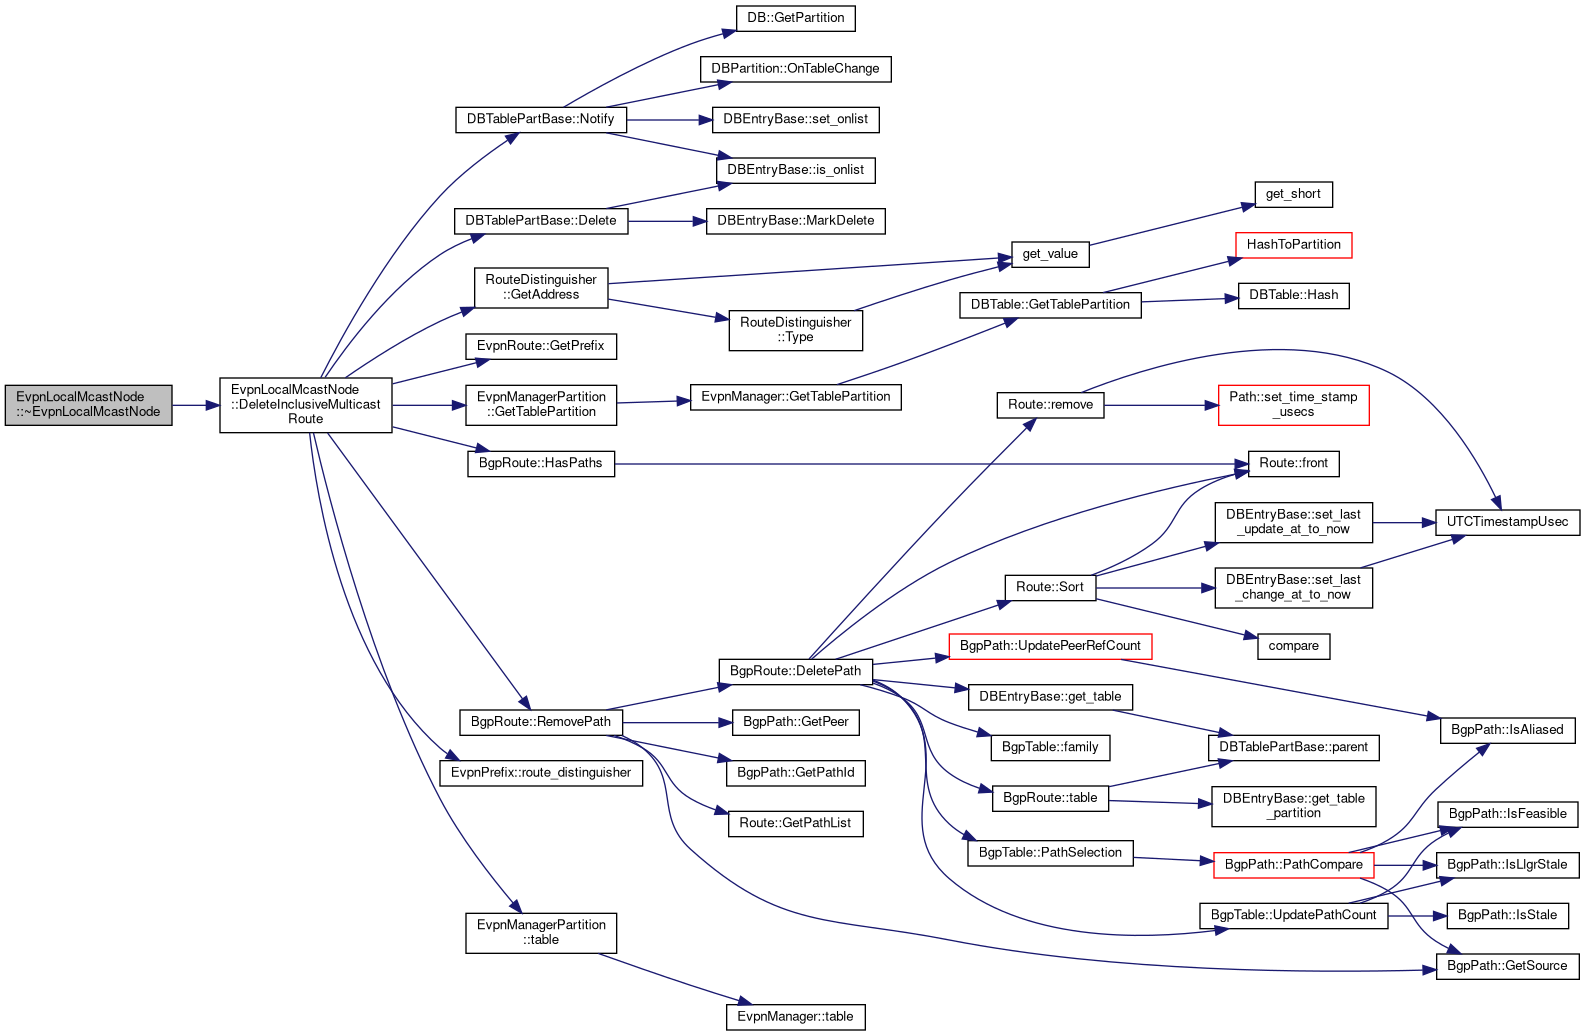 DB::GetPartition
DBPartition::OnTableChange
DBTablePartBase::Notify
DBEntryBase::set_onlist
DBEntryBase::is_onlist
get_short
DBTablePartBase::Delete
DBEntryBase::MarkDelete
HashToPartition
get_value
RouteDistinguisher
::GetAddress
DBTable::GetTablePartition
DBTable::Hash
RouteDistinguisher
::Type
EvpnRoute::GetPrefix
EvpnLocalMcastNode
::~EvpnLocalMcastNode
EvpnLocalMcastNode
::DeleteInclusiveMulticast
Route
EvpnManagerPartition
::GetTablePartition
EvpnManager::GetTablePartition
Route::remove
Path::set_time_stamp
_usecs
BgpRoute::HasPaths
Route::front
DBEntryBase::set_last
_update_at_to_now
UTCTimestampUsec
Route::Sort
DBEntryBase::set_last
_change_at_to_now
compare
BgpPath::UpdatePeerRefCount
BgpRoute::DeletePath
DBEntryBase::get_table
BgpRoute::RemovePath
BgpPath::GetPeer
BgpPath::IsAliased
BgpTable::family
DBTablePartBase::parent
EvpnPrefix::route_distinguisher
BgpPath::GetPathId
BgpRoute::table
DBEntryBase::get_table
_partition
BgpPath::IsFeasible
Route::GetPathList
BgpTable::PathSelection
BgpPath::PathCompare
BgpPath::IsLlgrStale
BgpTable::UpdatePathCount
BgpPath::IsStale
EvpnManagerPartition
::table
BgpPath::GetSource
EvpnManager::table